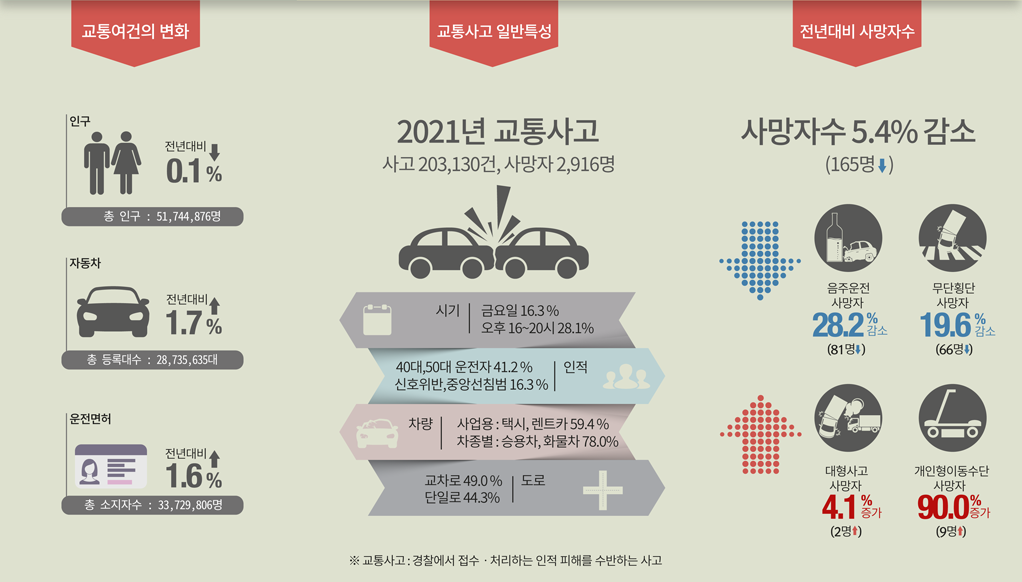 교통여건의 변화
인구
전년대비
0.1 %
총 인구 : 51,744,876명
자동차
전년대비
1.7 %
총 등록대수 : 28,735,635대
운전면허
전년대비
1.6 %
총 소지자수 : 33,729,806명
교통사고 일반특성
2021년 교통사고
사고 203,130건, 사망자 2,916명
시기
금요일 16.3 %
오후 16~20시 28.1%
40대,50대 운전자 41.2 %
신호위반,중앙선침범 16.3 %
인적
차량
사업용 : 택시, 렌트카 59.4 %
차종별 : 승용차, 화물차 78.0%
교차로 49.0 %
단일로 44.3%
도로
※ 교통사고 : 경찰에서 접수 · 처리하는 인적 피해를 수반하는 사고
전년대비 사망자수
사망자수 5.4% 감소
(165명⬇)
음주운전
사망자
28.2 % 감소
(81명⬇)
무단횡단
사망자
19.6 % 감소
(66명⬇)
대형사고
사망자
4.1 % 증가
(2명⬆)
개인형이동수단
사망자
90.0 % 증가
(9명⬆)